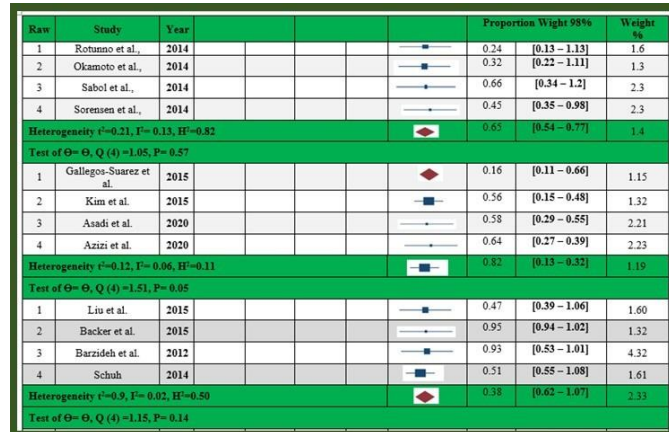 Raw Study Year Proportion Wight 98% Weight %
1 Rotunno et al., 2014 0.24 [0.13 – 1.13] 1.6
2 Okamoto et al., 2014 0.32 [0.22 – 1.11] 1.3
3 Sabol et al., 2014 0.66 [0.34 – 1.2] 2.3
4 Sorensen et al., 2014 0.45 [0.35 – 0.98] 2.3
Heterogeneity t²=0.21, I²= 0.13, H²=0.82 0.65 [0.54 – 0.77] 1.4
Test of ϴ= ϴ, Q (4) =1.05, P= 0.57
1 Gallegos-Suarez et al. 2015 0.16 [0.11 – 0.66] 1.15
2 Kim et al. 2015 0.56 [0.15 – 0.48] 1.32
3 Asadi et al. 2020 0.58 [0.29 – 0.55] 2.21
4 Azizi et al. 2020 0.64 [0.27 – 0.39] 2.23
Heterogeneity t²=0.12, I²= 0.06, H²=0.11 0.82 [0.13 – 0.32] 1.19
Test of ϴ= ϴ, Q (4) =1.51, P= 0.05
1 Liu et al. 2015 0.47 [0.39 – 1.06] 1.60
2 Backer et al. 2015 0.95 [0.94 – 1.02] 1.32
3 Barzideh et al. 2012 0.93 [0.53 – 1.01] 4.32
4 Schuh 2014 0.51 [0.55 – 1.08] 1.61
Heterogeneity t²=0.9, I²= 0.02, H²=0.50 0.38 [0.62 – 1.07] 2.33
Test of ϴ= ϴ, Q (4) =1.15, P= 0.14